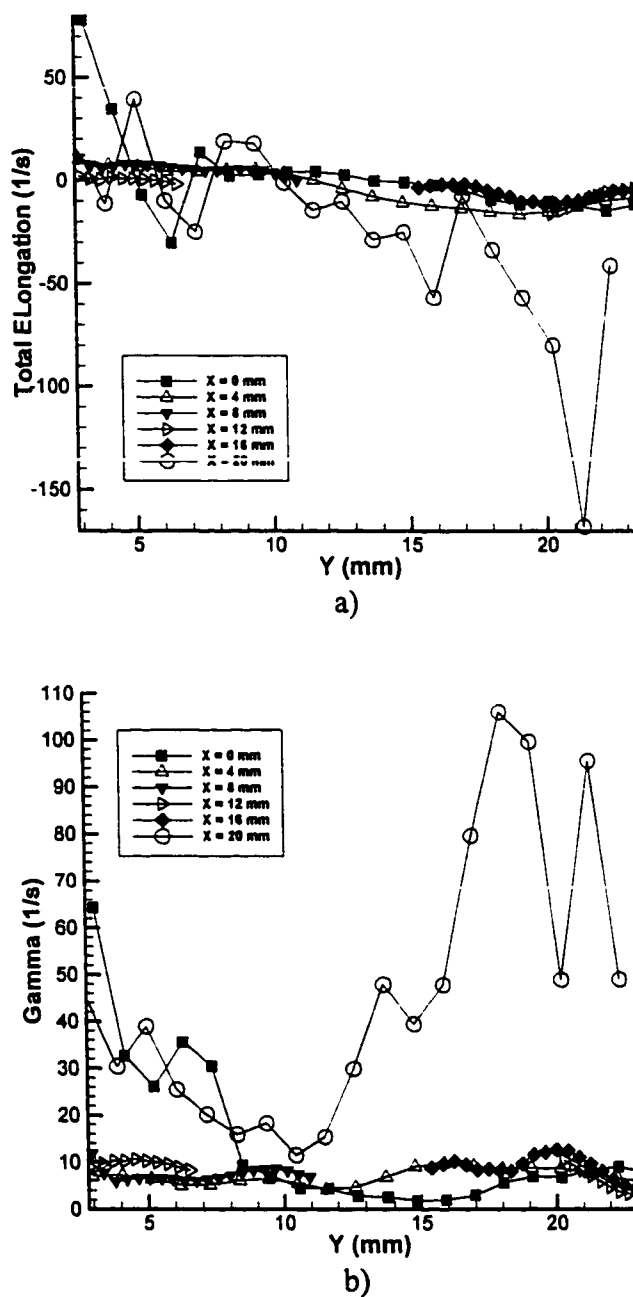 50
0
-50
-100
-150
Total ELongation (1/s)
X = 0 mm
X = 4 mm
X = 8 mm
X = 12 mm
X = 16 mm
X = 20
5
10
15
20
Y (mm)
a)
110
100
90
80
70
60
50
40
30
20
10
0
Gamma (1/s)
X = 0 mm
X = 4 mm
X = 8 mm
X = 12 mm
X = 16 mm
X = 20 mm
5
10
15
20
Y (mm)
b)